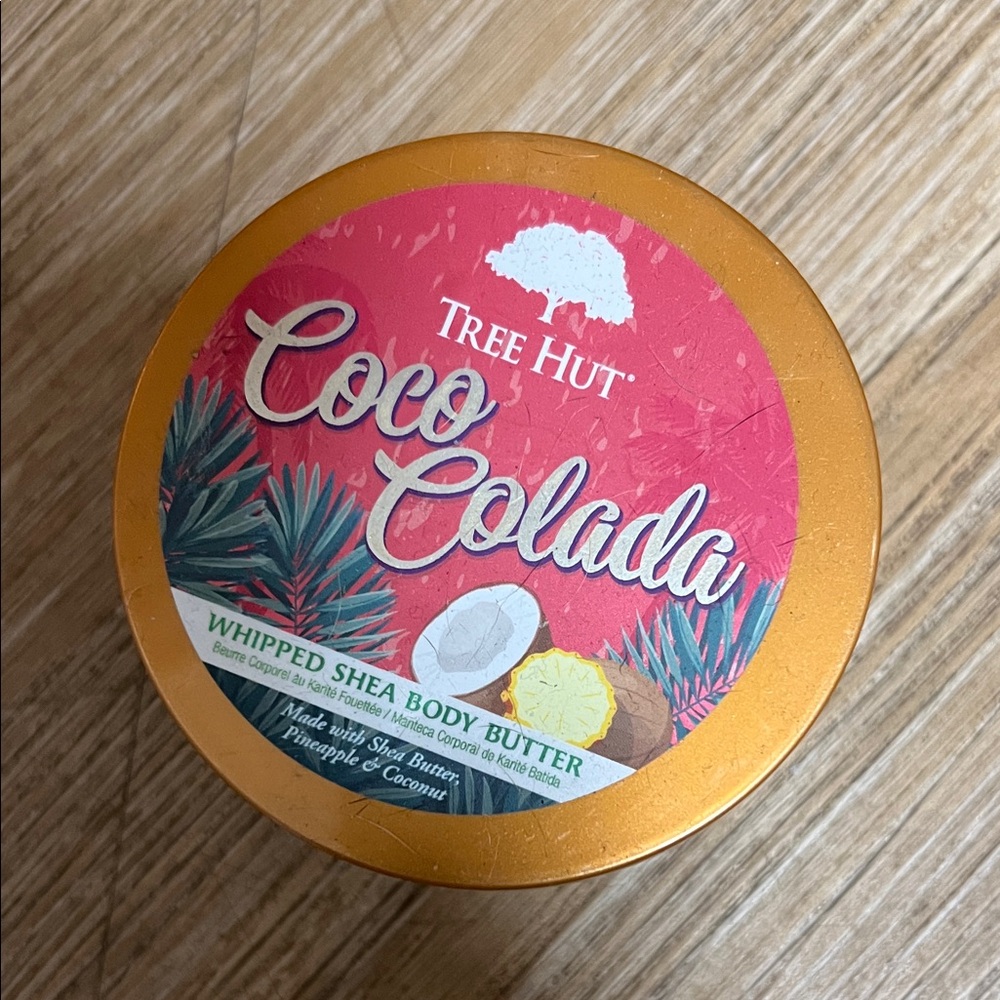 TREE HUT®
Coco
Colada
WHIPPED SHEA BODY BUTTER
Beurre Corporel au Karité Fouettée / Manteca Corporal de Karité Batida
Made with Shea Butter,
Pineapple & Coconut